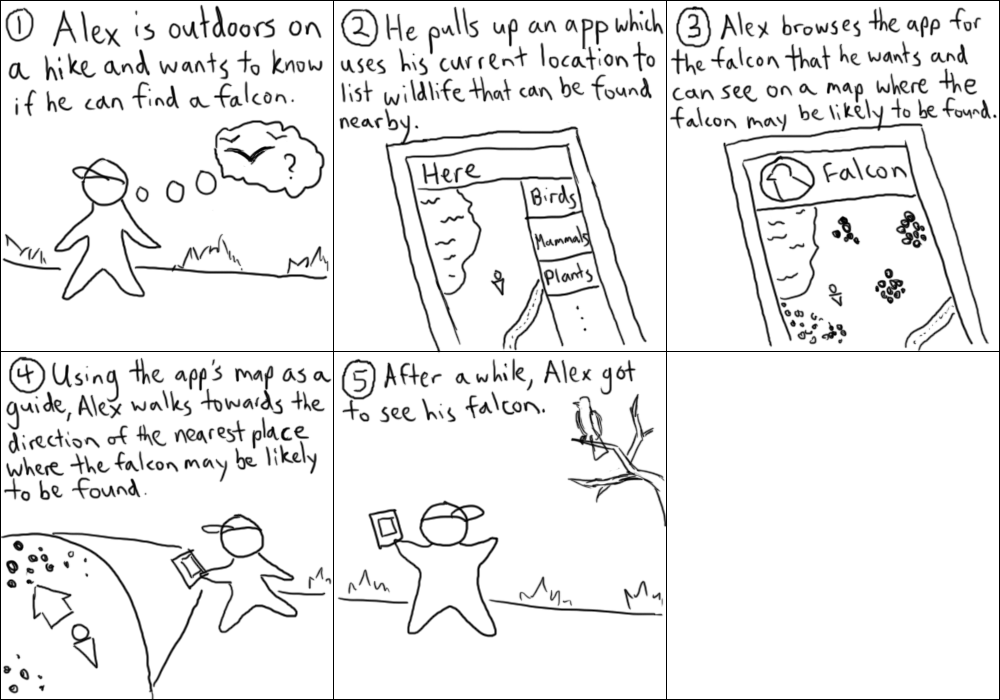 ① Alex is outdoors on
a hike and wants to know
if he can find a falcon.
?
② He pulls up an app which
uses his current location to
list wildlife that can be found
nearby.
Here
Birds
Mammals
Plants
③ Alex browses the app for
the falcon that he wants and
can see on a map where the
falcon may be likely to be found.
Falcon
④ Using the app's map as a
guide, Alex walks towards the
direction of the nearest place
where the falcon may be likely
to be found.
⑤ After a while, Alex got
to see his falcon.